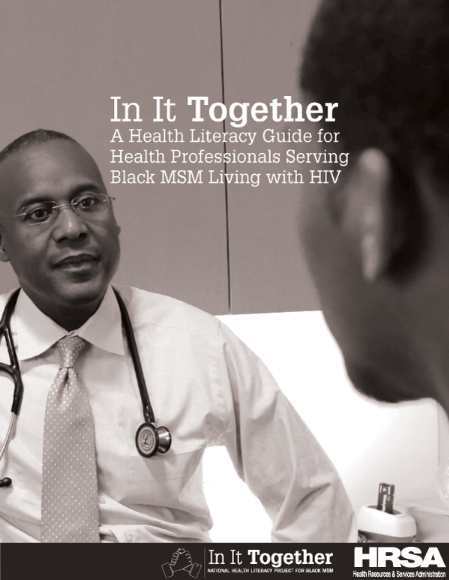 In It Together
A Health Literacy Guide for
Health Professionals Serving
Black MSM Living with HIV
In It Together
NATIONAL HEALTH LITERACY PROJECT FOR BLACK MSM
HRSA
Health Resources & Services Administration